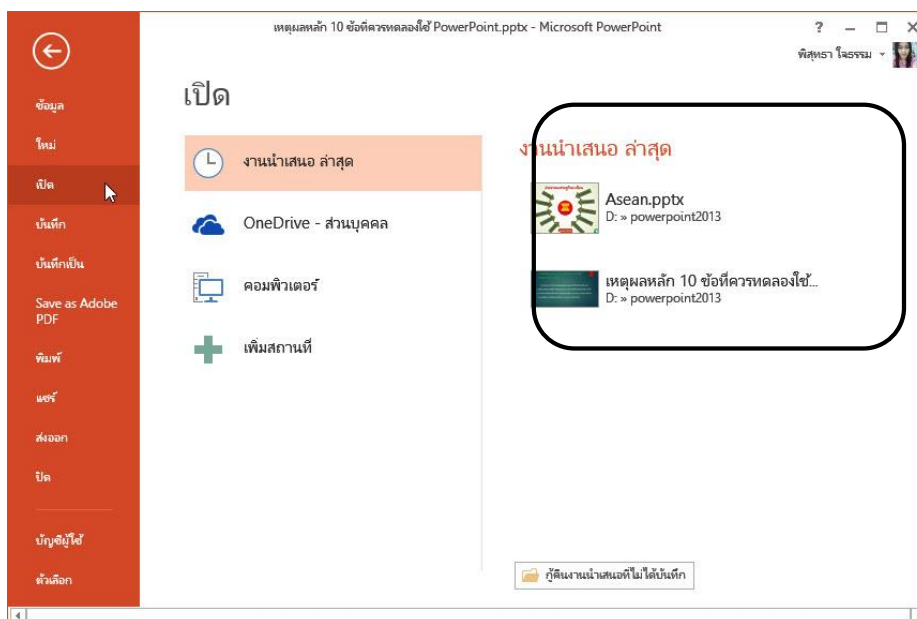 เหตุผลหลัก 10 ข้อที่ควรทดลองใช้ PowerPoint.pptx - Microsoft PowerPoint
?
พิสุทธา ใจธรรม
ข้อมูล
ใหม่
เปิด
บันทึก
บันทึกเป็น
Save as Adobe
PDF
พิมพ์
แชร์
ส่งออก
ปิด
บัญชีผู้ใช้
ตัวเลือก
เปิด
งานนำเสนอ ล่าสุด
OneDrive - ส่วนบุคคล
คอมพิวเตอร์
เพิ่มสถานที่
งานนำเสนอ ล่าสุด
Asean.pptx
D: » powerpoint2013
เหตุผลหลัก 10 ข้อที่ควรทดลองใช้...
D: » powerpoint2013
กู้คืนงานนำเสนอที่ไม่ได้บันทึก